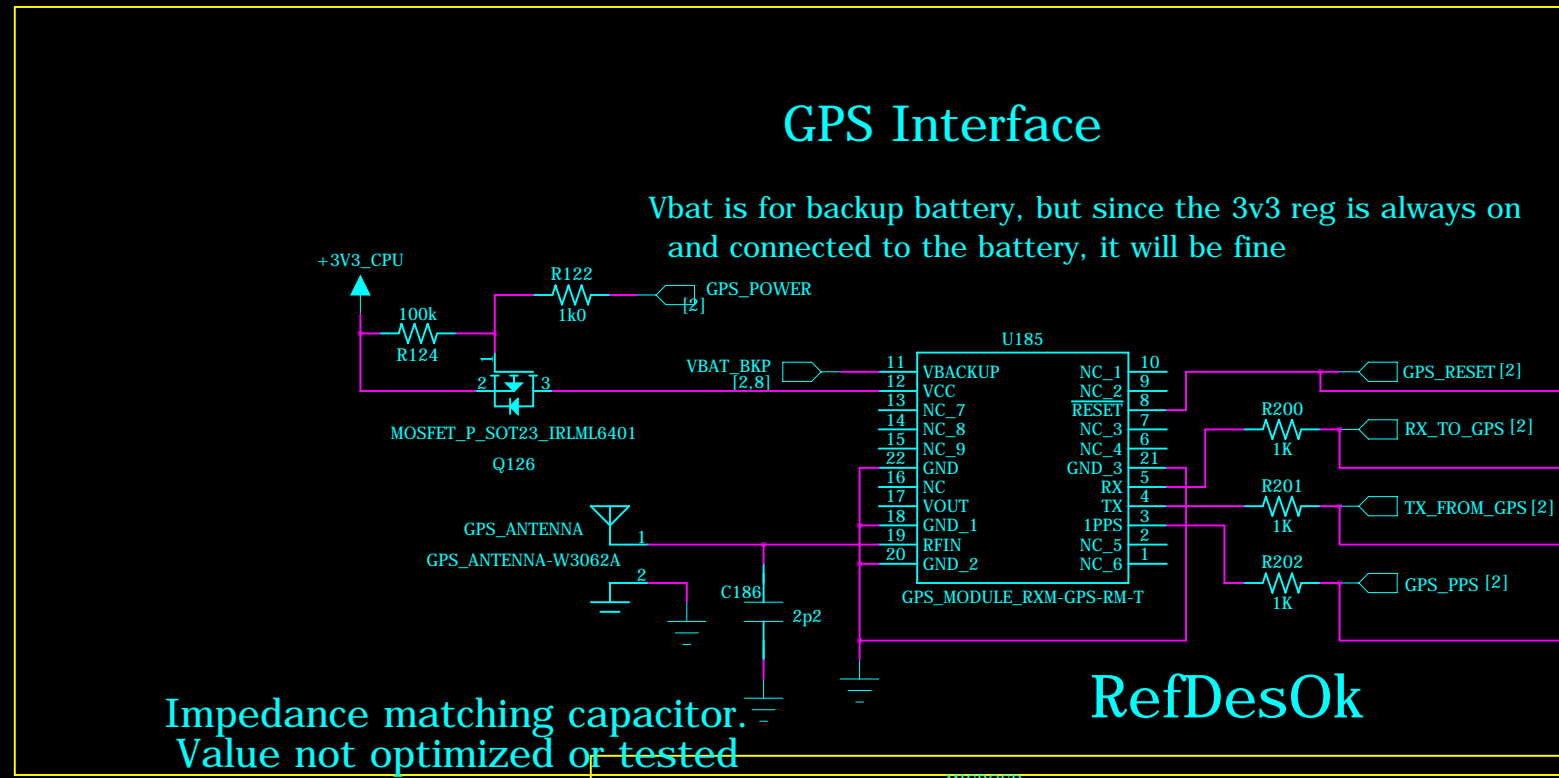 GPS Interface
Vbat is for backup battery, but since the 3v3 reg is always on
and connected to the battery, it will be fine
+3V3_CPU
R122
1k0
GPS_POWER
[2]
100k
R124
1
2
3
MOSFET_P_SOT23_IRLML6401
Q126
VBAT_BKP
[2,8]
U185
11 VBACKUP
12 VCC
13 NC_7
14 NC_8
15 NC_9
22 GND
16 NC
17 VOUT
18 GND_1
19 RFIN
20 GND_2
NC_1 10
NC_2 9
RESET 8
NC_3 7
NC_4 6
GND_3 21
RX 5
TX 4
1PPS 3
NC_5 2
NC_6 1
GPS_MODULE_RXM-GPS-RM-T
GPS_RESET [2]
R200
1K
RX_TO_GPS [2]
R201
1K
TX_FROM_GPS [2]
R202
1K
GPS_PPS [2]
GPS_ANTENNA
1
GPS_ANTENNA-W3062A
2
C186
2p2
RefDesOk
Impedance matching capacitor.
Value not optimized or tested